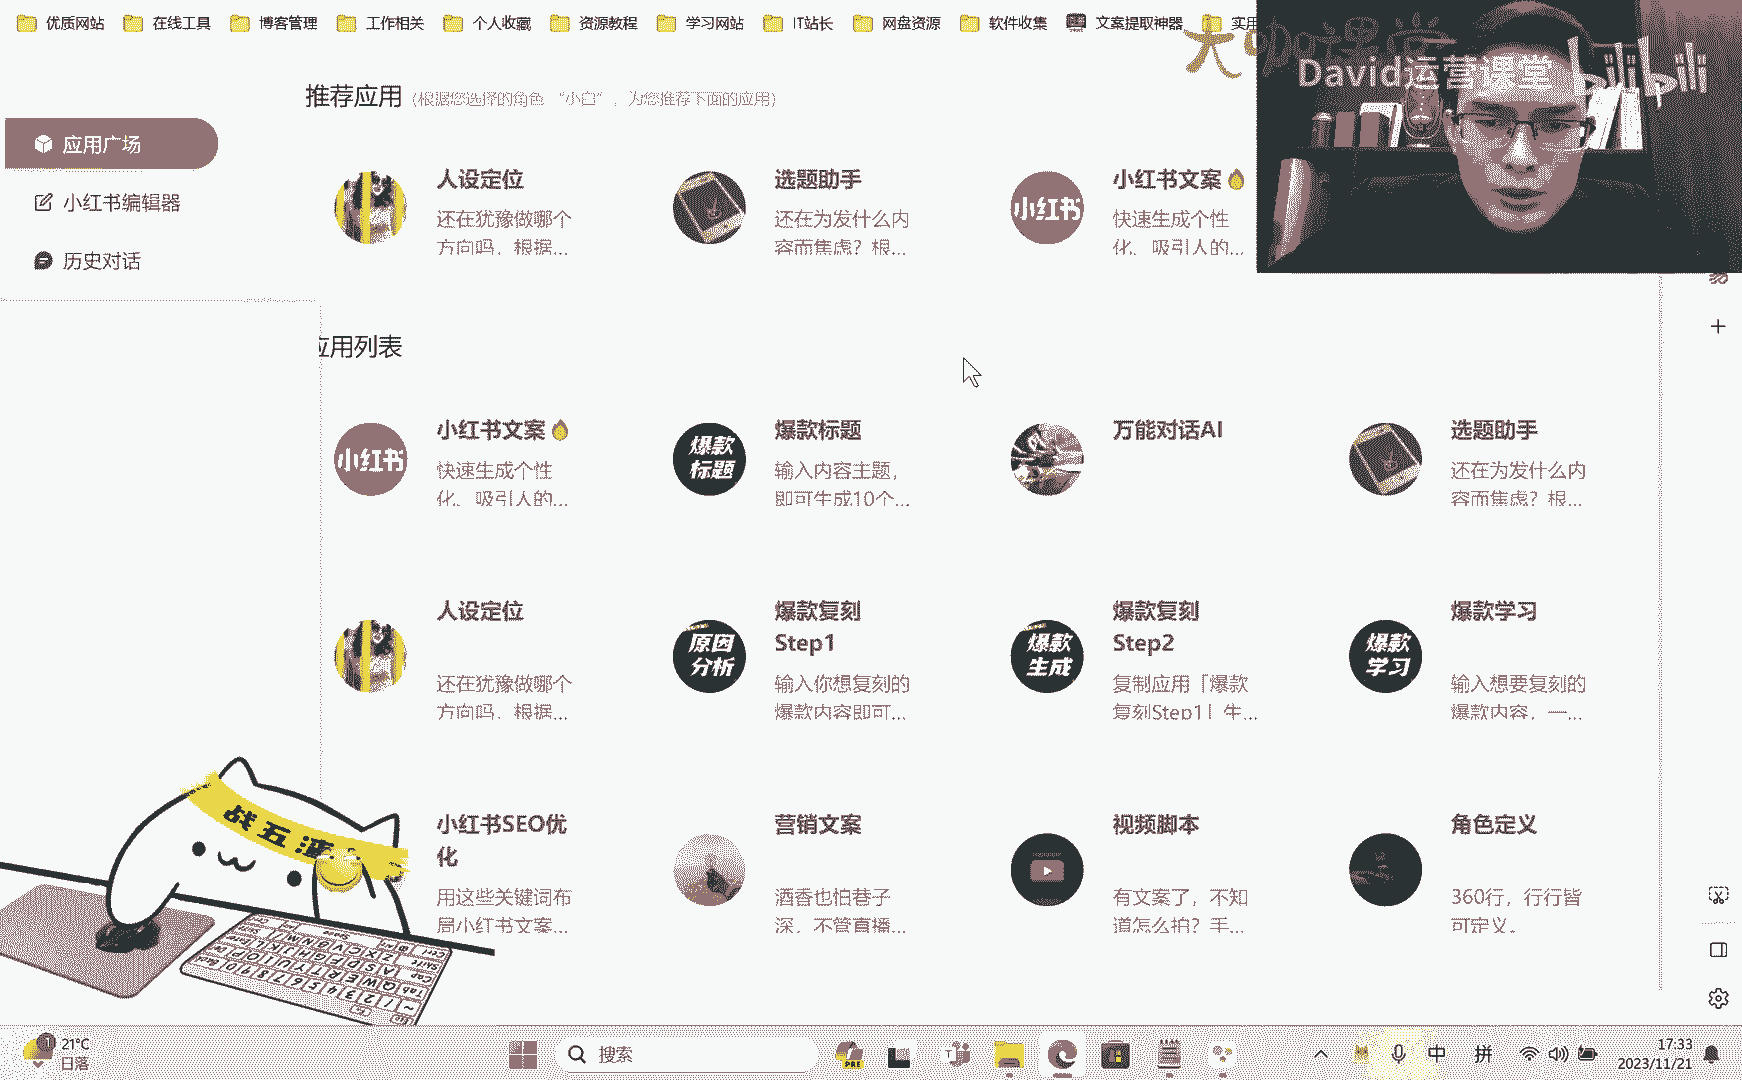 优质网站 在线工具 博客管理 工作相关 个人收藏 资源教程 学习网站 IT站长 网盘资源 软件收集 文案提取神器 实用
大咖课堂
David运营课堂
bilibili
推荐应用 (根据您选择的角色 “小白”，为您推荐下面的应用)
应用广场
小红书编辑器
历史对话
人设定位
还在犹豫做哪个
方向吗，根据...
选题助手
还在为发什么内
容而焦虑？根...
小红书
小红书文案
快速生成个性
化、吸引人的...
应用列表
小红书
小红书文案
快速生成个性
化、吸引人的...
爆款
标题
爆款标题
输入内容主题，
即可生成10个...
万能对话AI
选题助手
还在为发什么内
容而焦虑？根...
人设定位
还在犹豫做哪个
方向吗，根据...
原因
分析
爆款复刻
Step1
输入你想复刻的
爆款内容即可...
爆款
生成
爆款复刻
Step2
复制应用「爆款
复刻Step1」生...
爆款
学习
爆款学习
输入想要复刻的
爆款内容，一...
小红书SEO优
化
用这些关键词布
局小红书文案...
营销文案
酒香也怕巷子
深，不管直播...
视频脚本
有文案了，不知
道怎么拍？手...
角色定义
360行，行行皆
可定义。
战五渣
1
21°C
日落
搜索
PRE
中
拼
17:33
2023/11/21